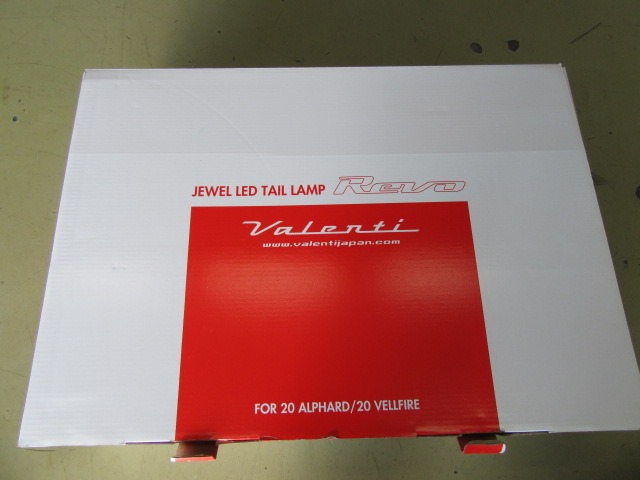 JEWEL LED TAIL LAMP Revo
Valenti
www.valentijapan.com
FOR 20 ALPHARD/20 VELLFIRE